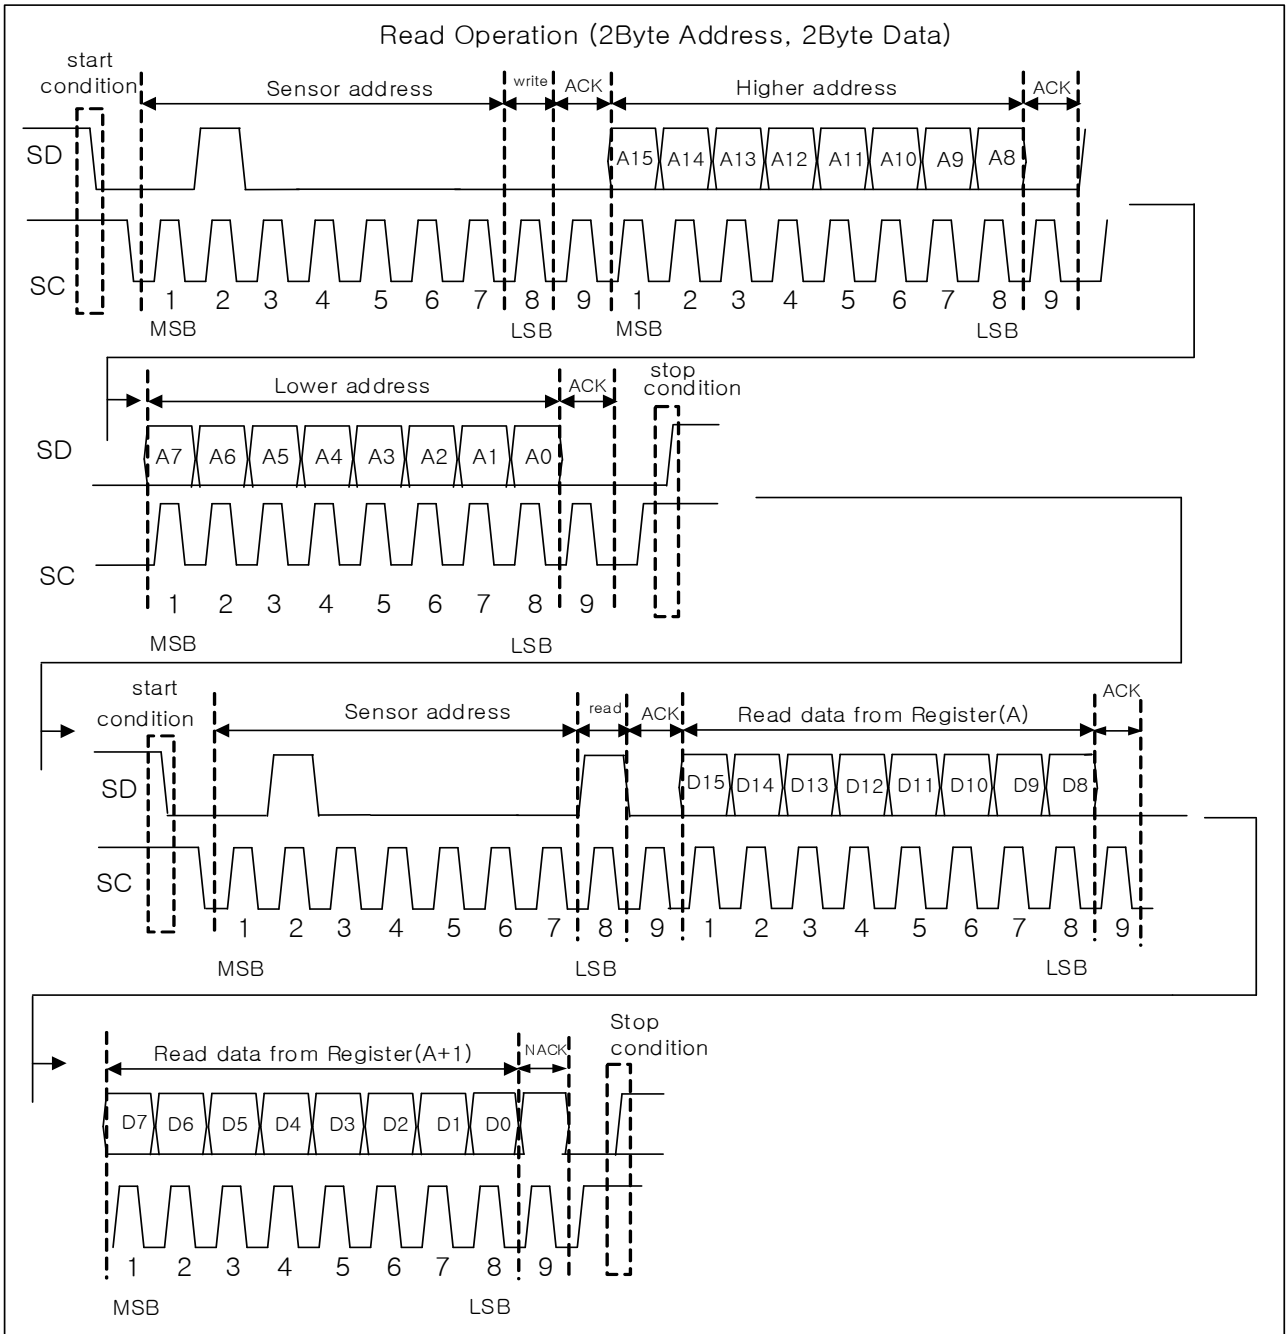 Read Operation (2Byte Address, 2Byte Data)
start
condition
Sensor address
write
ACK
Higher address
ACK
SD
A15 A14 A13 A12 A11 A10 A9 A8
SC
1 2 3 4 5 6 7 8 9 1 2 3 4 5 6 7 8 9
MSB LSB MSB LSB
Lower address
ACK
stop
condition
SD
A7 A6 A5 A4 A3 A2 A1 A0
SC
1 2 3 4 5 6 7 8 9
MSB LSB
start
condition
Sensor address
read
ACK
Read data from Register(A)
ACK
SD
D15 D14 D13 D12 D11 D10 D9 D8
SC
1 2 3 4 5 6 7 8 9 1 2 3 4 5 6 7 8 9
MSB LSB LSB
Read data from Register(A+1)
NACK
Stop
condition
D7 D6 D5 D4 D3 D2 D1 D0
1 2 3 4 5 6 7 8 9
MSB LSB